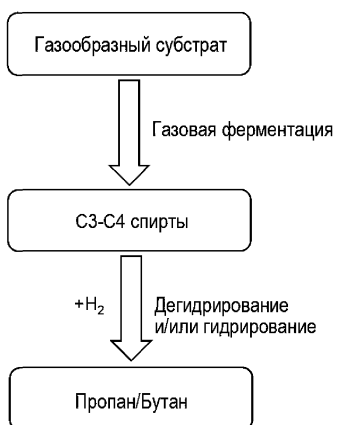 Газообразный субстрат
Газовая ферментация
С3-С4 спирты
+H₂
Дегидрирование
и/или гидрирование
Пропан/Бутан